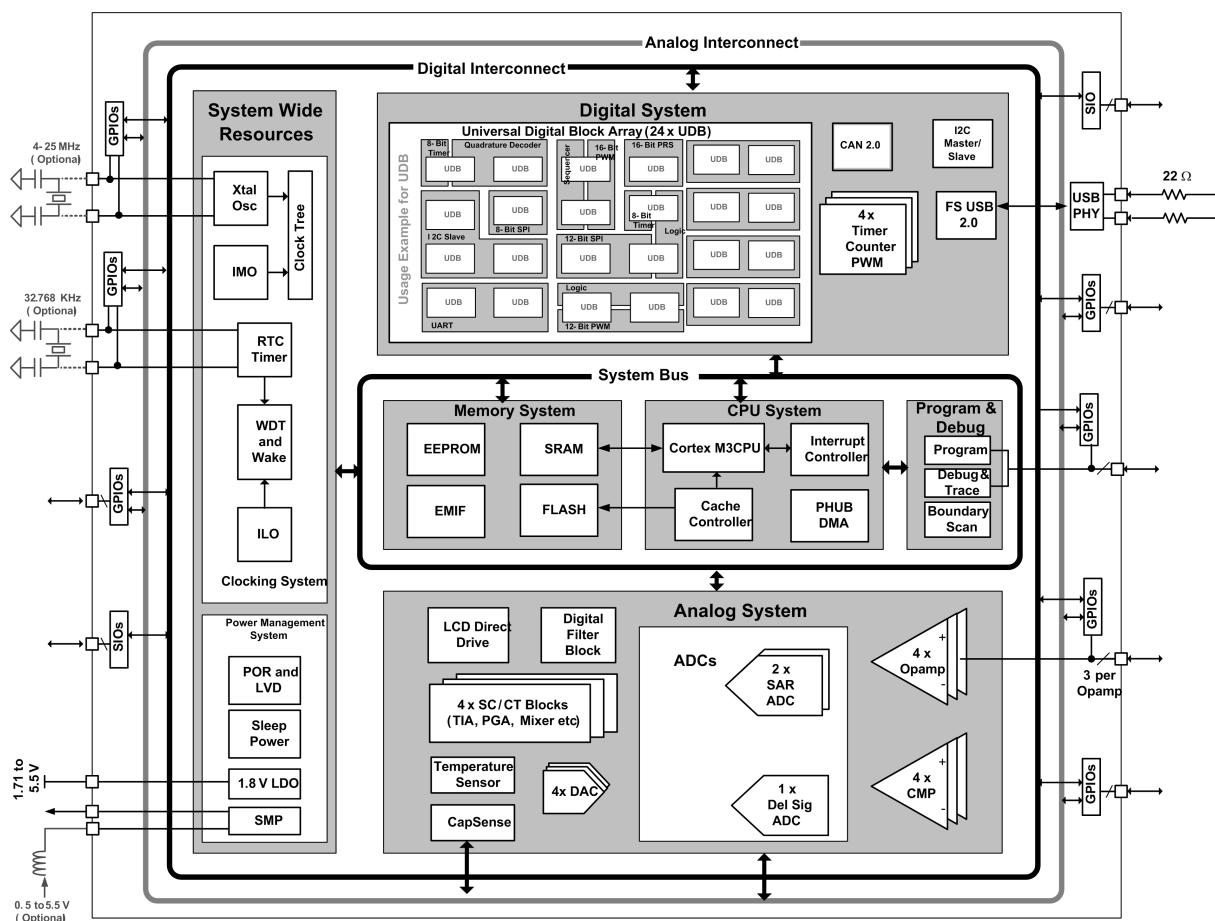 Analog Interconnect
Digital Interconnect
System Wide
Resources
Digital System
Universal Digital Block Array (24 x UDB)
Usage Example for UDB
8- Bit
Timer
Quadrature Decoder
Sequencer
16- Bit
PWM
16- Bit PRS
UDB
UDB
UDB
UDB
UDB
UDB
UDB
UDB
UDB
UDB
8- Bit
Timer
Logic
UDB
UDB
I2C Slave
8- Bit SPI
12- Bit SPI
UDB
UDB
UDB
UDB
UDB
UDB
Logic
UDB
UDB
UDB
UDB
UDB
UDB
UART
12- Bit PWM
CAN 2.0
I2C
Master/
Slave
4 x
Timer
Counter
PWM
FS USB
2.0
USB
PHY
22 Ω
SIO
GPIOs
GPIOs
GPIOs
GPIOs
3 per
Opamp
GPIOs
GPIOs
GPIOs
GPIOs
SIOs
4- 25 MHz
( Optional)
32.768 KHz
( Optional)
Xtal
Osc
Clock Tree
IMO
RTC
Timer
WDT
and
Wake
ILO
Clocking System
Power Management
System
POR and
LVD
Sleep
Power
1.8 V LDO
SMP
1.71 to
5.5 V
0. 5 to 5.5 V
( Optional)
System Bus
Memory System
EEPROM
SRAM
EMIF
FLASH
CPU System
Cortex M3CPU
Interrupt
Controller
Cache
Controller
PHUB
DMA
Program &
Debug
Program
Debug &
Trace
Boundary
Scan
Analog System
LCD Direct
Drive
Digital
Filter
Block
4 x SC/ CT Blocks
(TIA, PGA, Mixer etc)
Temperature
Sensor
4x DAC
CapSense
ADCs
2 x
SAR
ADC
1 x
Del Sig
ADC
+
4 x
Opamp
-
+
4 x
CMP
-